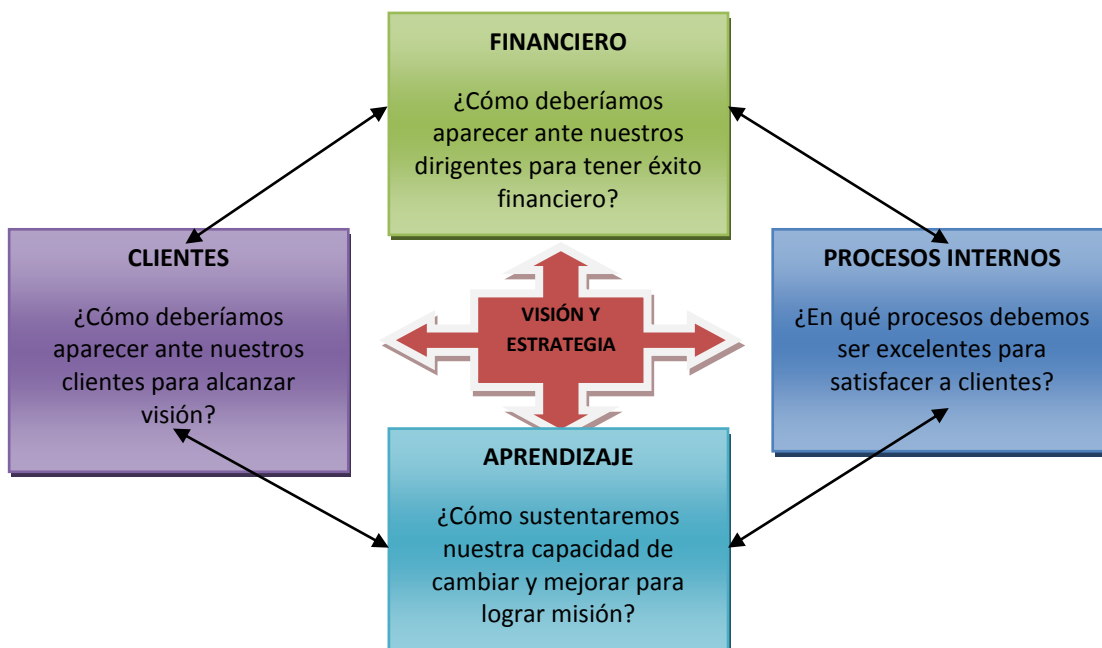 FINANCIERO
¿Cómo deberíamos
aparecer ante nuestros
dirigentes para tener éxito
financiero?
CLIENTES
¿Cómo deberíamos
aparecer ante nuestros
clientes para alcanzar
visión?
VISIÓN Y
ESTRATEGIA
PROCESOS INTERNOS
¿En qué procesos debemos
ser excelentes para
satisfacer a clientes?
APRENDIZAJE
¿Cómo sustentaremos
nuestra capacidad de
cambiar y mejorar para
lograr misión?